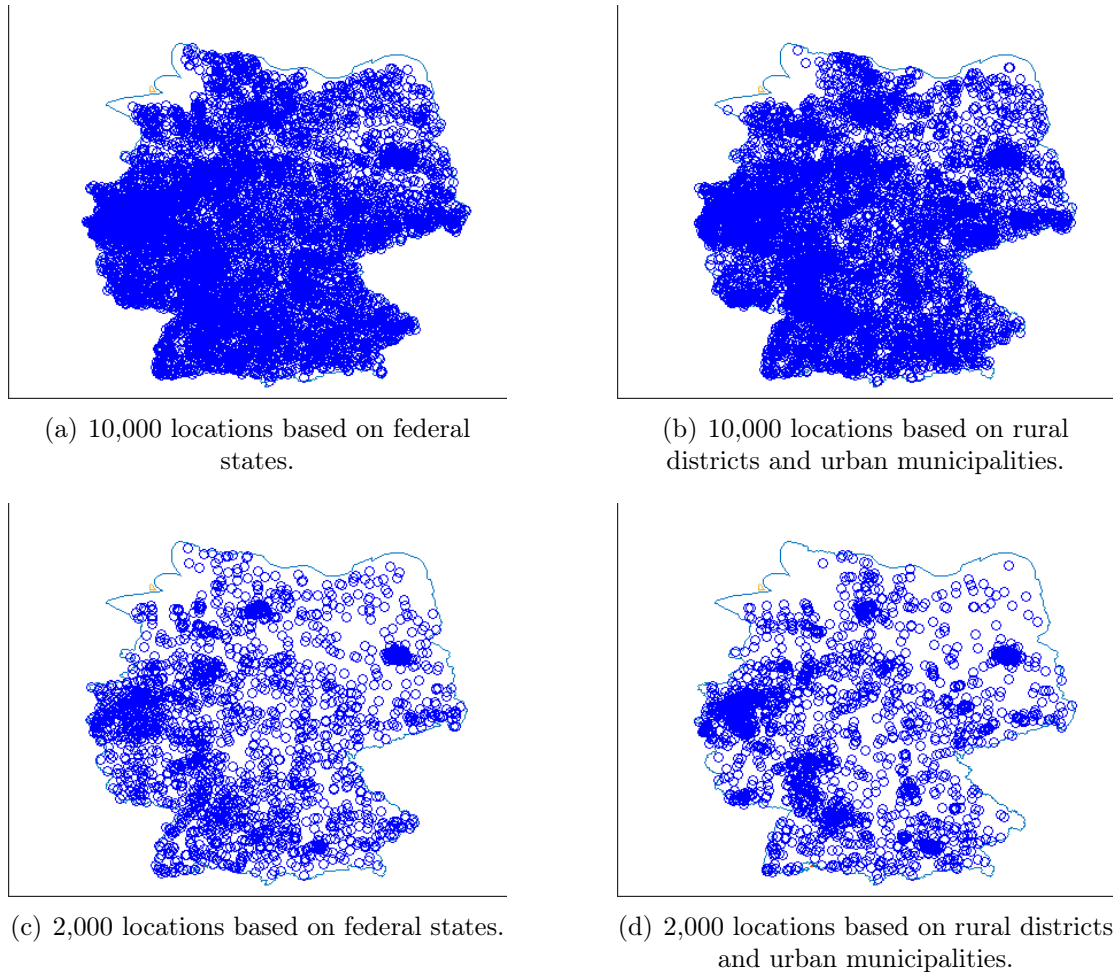 (a) 10,000 locations based on federal
states.
(b) 10,000 locations based on rural
districts and urban municipalities.
(c) 2,000 locations based on federal states.
(d) 2,000 locations based on rural districts
and urban municipalities.